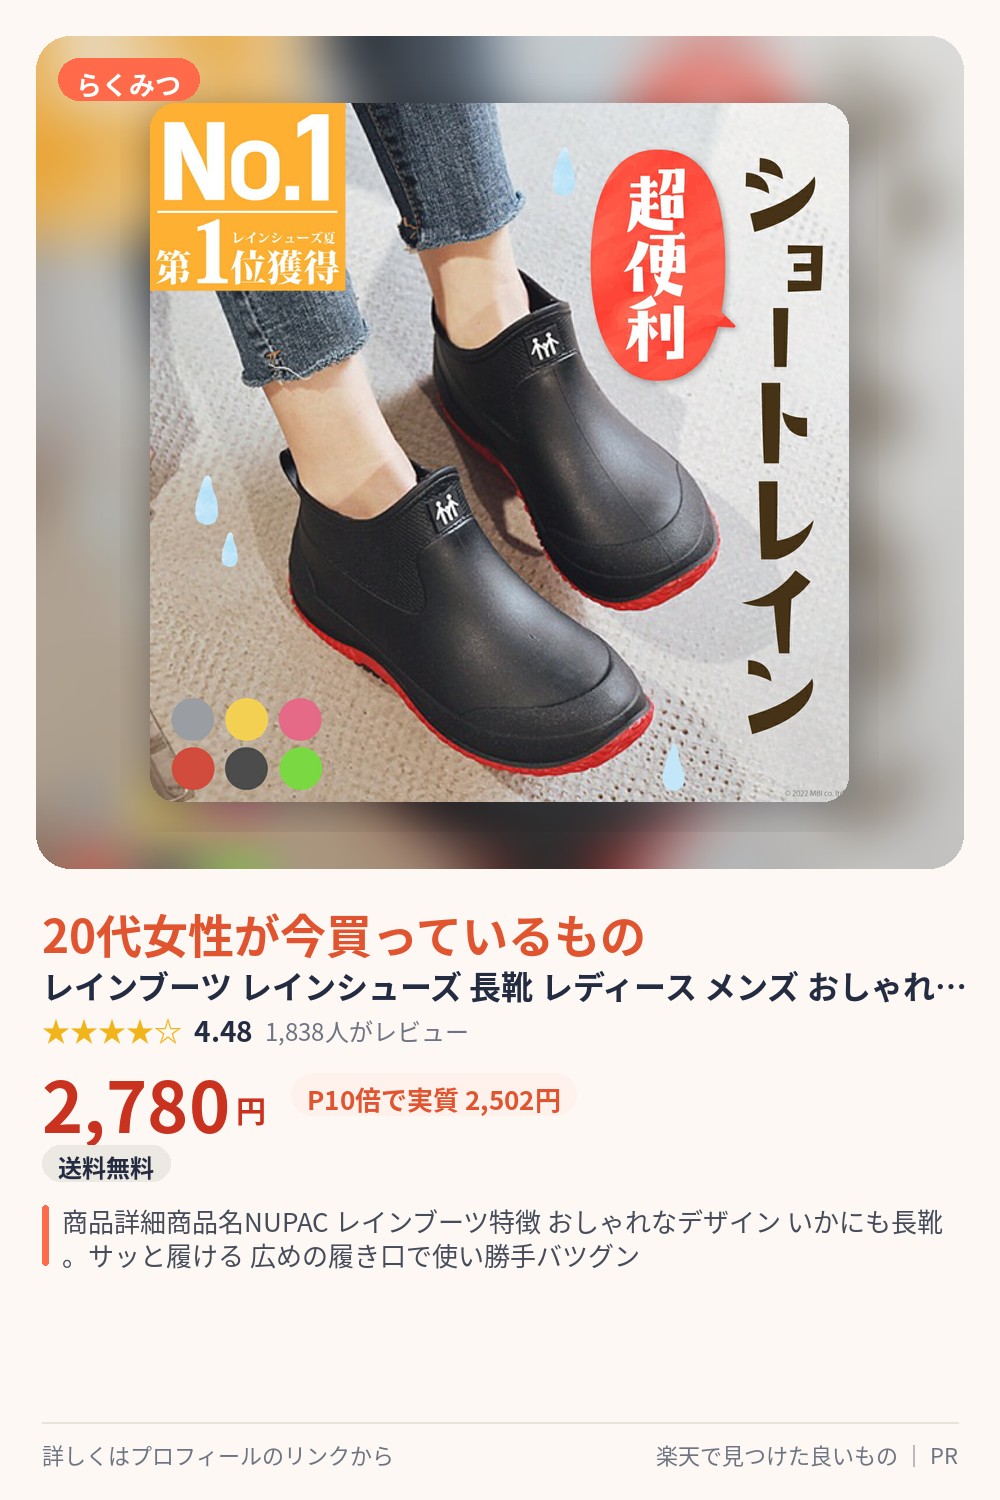 らくみつ
No.1
レインシューズ夏
第1位獲得
超便利
ショートレイン
© 2022 MBI co. ltd
20代女性が今買っているもの
レインブーツ レインシューズ 長靴 レディース メンズ おしゃれ…
★★★★☆ 4.48 1,838人がレビュー
2,780円 P10倍で実質 2,502円
送料無料
商品詳細商品名NUPAC レインブーツ特徴 おしゃれなデザイン いかにも長靴
。サッと履ける 広めの履き口で使い勝手バツグン
詳しくはプロフィールのリンクから
楽天で見つけた良いもの | PR